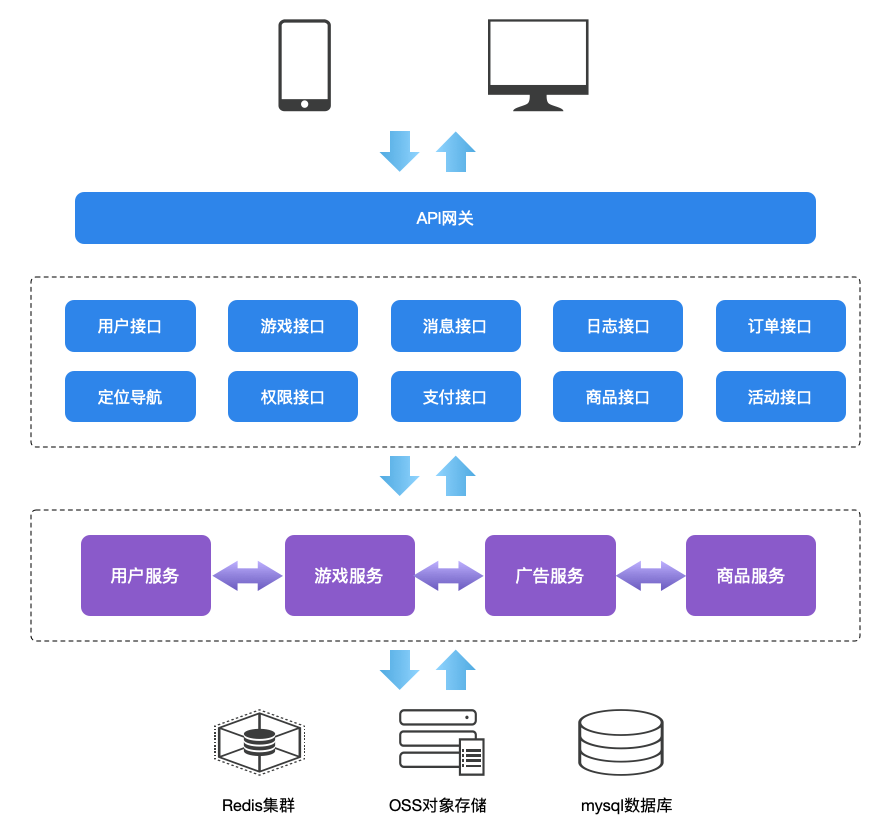 API网关
用户接口
游戏接口
消息接口
日志接口
订单接口
定位导航
权限接口
支付接口
商品接口
活动接口
用户服务
游戏服务
广告服务
商品服务
Redis集群
OSS对象存储
mysql数据库